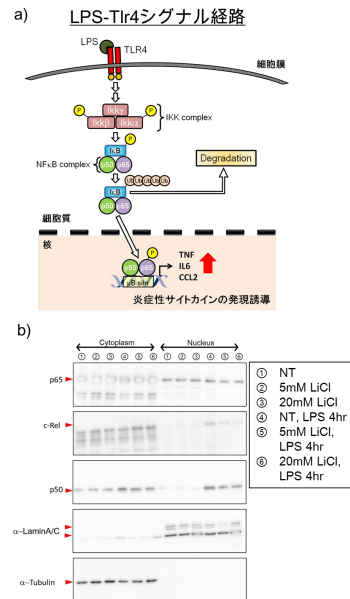 a)
LPS-Tlr4シグナル経路
LPS
TLR4
細胞膜
P
Ikkγ
P
Ikkβ
Ikkα
IKK complex
P
IκB
NFκB complex
p50
p65
Degradation
Ub Ub Ub Ub
IκB
p50
p65
細胞質
核
P
p50
p65
κB site
TNF
IL6
CCL2
炎症性サイトカインの発現誘導
b)
Cytoplasm
Nucleus
① ② ③ ④ ⑤ ⑥ ① ② ③ ④ ⑤ ⑥
p65
c-Rel
p50
α-LaminA/C
α-Tubulin
① NT
② 5mM LiCl
③ 20mM LiCl
④ NT, LPS 4hr
⑤ 5mM LiCl,
LPS 4hr
⑥ 20mM LiCl,
LPS 4hr